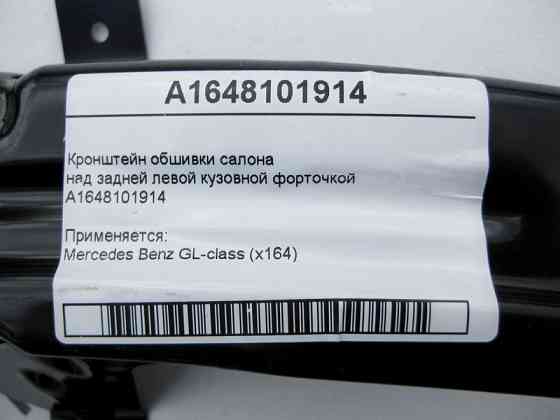 A1648101914
Кронштейн обшивки салона
над задней левой кузовной форточкой
A1648101914
Применяется:
Mercedes Benz GL-class (x164)